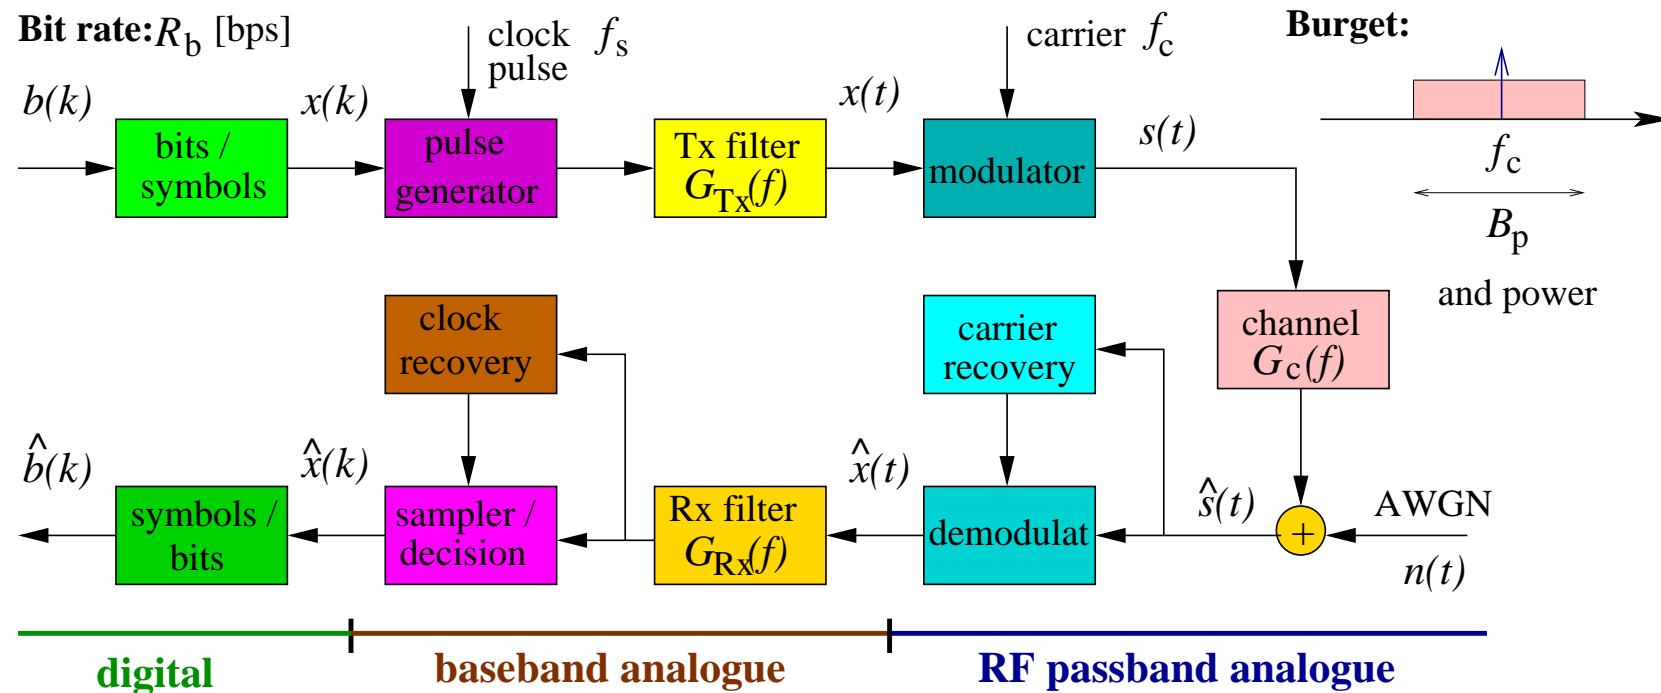 Bit rate: R_b [bps]
clock f_s
pulse
carrier f_c
Burget:
b(k)
x(k)
x(t)
s(t)
bits /
symbols
pulse
generator
Tx filter
G_Tx(f)
modulator
f_c
B_p
and power
clock
recovery
carrier
recovery
channel
G_c(f)
b̂(k)
x̂(k)
x̂(t)
ŝ(t)
AWGN
n(t)
symbols /
bits
sampler /
decision
Rx filter
G_Rx(f)
demodulat
+
digital
baseband analogue
RF passband analogue